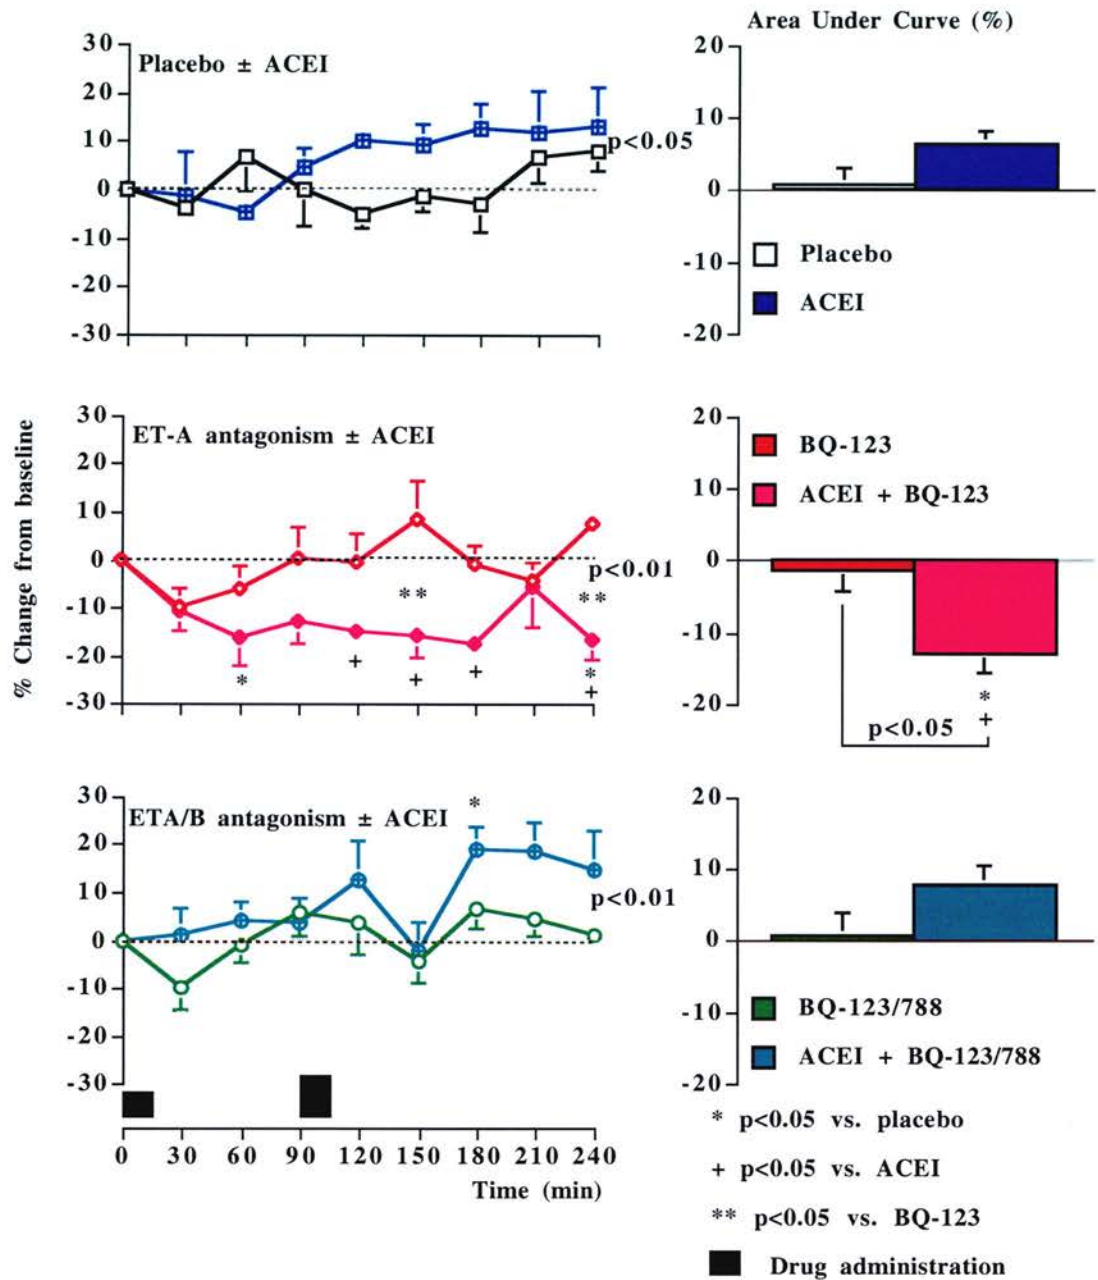 Area Under Curve (%)
30
20
10
0
-10
-20
-30
Placebo ± ACEI
p<0.05
20
10
0
-10
-20
Placebo
ACEI
% Change from baseline
30
20
10
0
-10
-20
-30
ET-A antagonism ± ACEI
p<0.01
**
**
*
+
+
+
*
+
20
10
0
-10
-20
BQ-123
ACEI + BQ-123
*
+
p<0.05
30
20
10
0
-10
-20
-30
ETA/B antagonism ± ACEI
*
p<0.01
0 30 60 90 120 150 180 210 240
Time (min)
20
10
0
-10
-20
BQ-123/788
ACEI + BQ-123/788
* p<0.05 vs. placebo
+ p<0.05 vs. ACEI
** p<0.05 vs. BQ-123
Drug administration